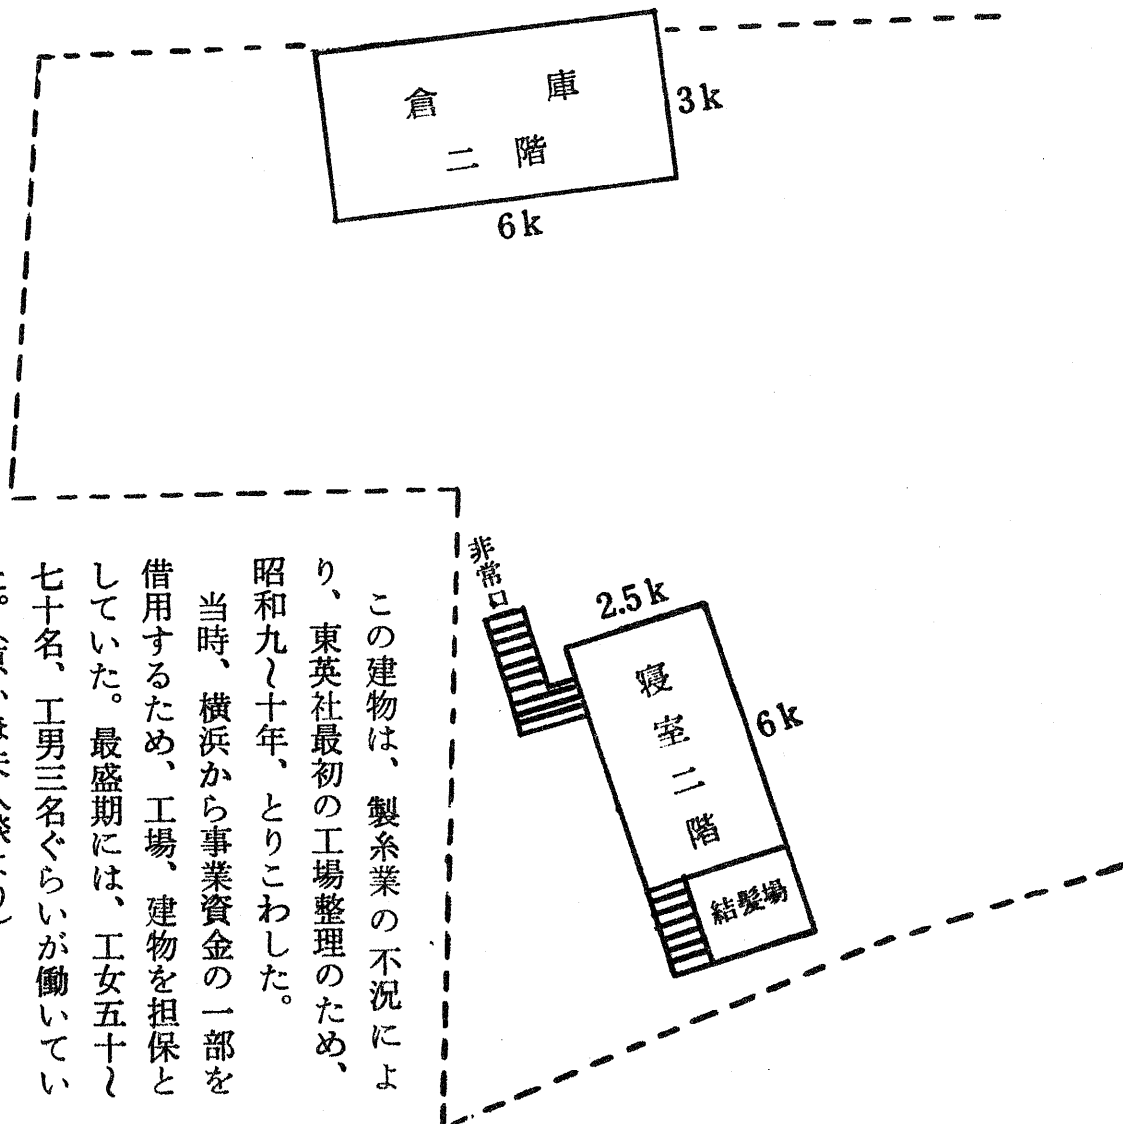 倉庫
二階
3k
6k
非常口
2.5k
寝室二階
6k
結髪場
この建物は、製糸業の不況によ
り、東英社最初の工場整理のため、
昭和九〜十年、とりこわした。
当時、横浜から事業資金の一部を
借用するため、工場、建物を担保と
していた。最盛期には、工女五十〜
七十名、工男三名ぐらいが働いてい
た。